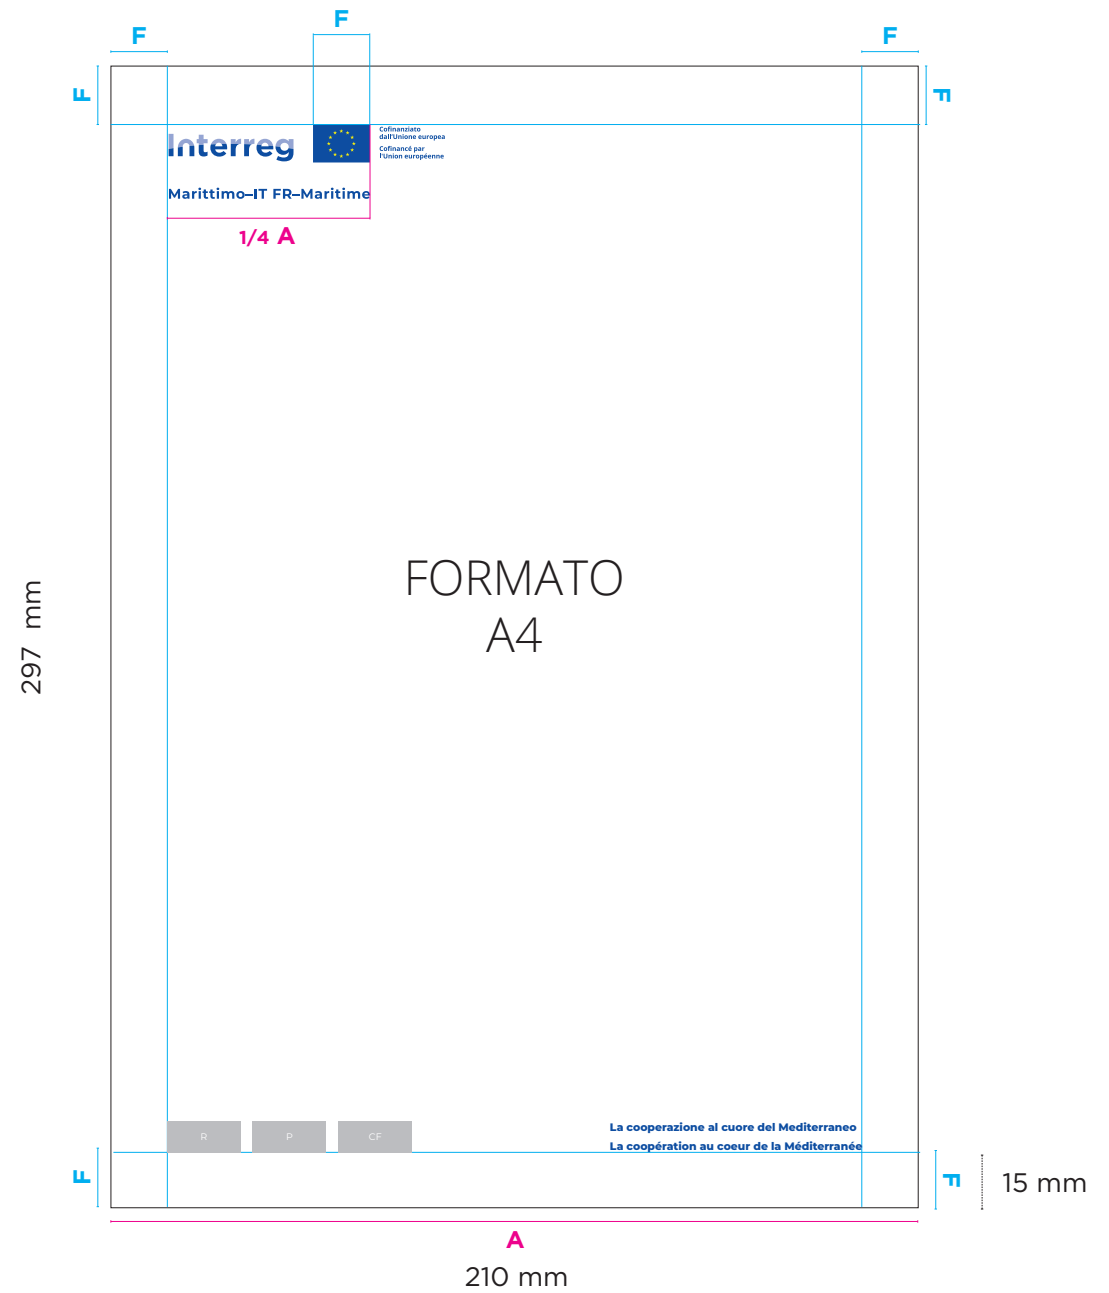 F
F
F
F
F
Interreg
Cofinanziato
dall'Unione europea
Cofinancé par
l'Union européenne
Marittimo–IT FR–Maritime
1/4 A
FORMATO
A4
297 mm
R
P
CF
La cooperazione al cuore del Mediterraneo
La coopération au coeur de la Méditerranée
F
F
15 mm
A
210 mm